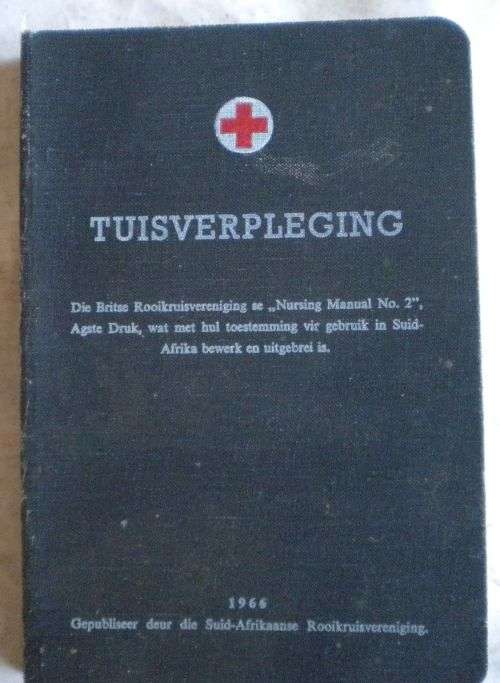 TUISVERPLEGING
Die Britse Rooikruisvereniging se „Nursing Manual No. 2”,
Agste Druk, wat met hul toestemming vir gebruik in Suid-
Afrika bewerk en uitgebrei is.
1966
Gepubliseer deur die Suid-Afrikaanse Rooikruisvereniging.